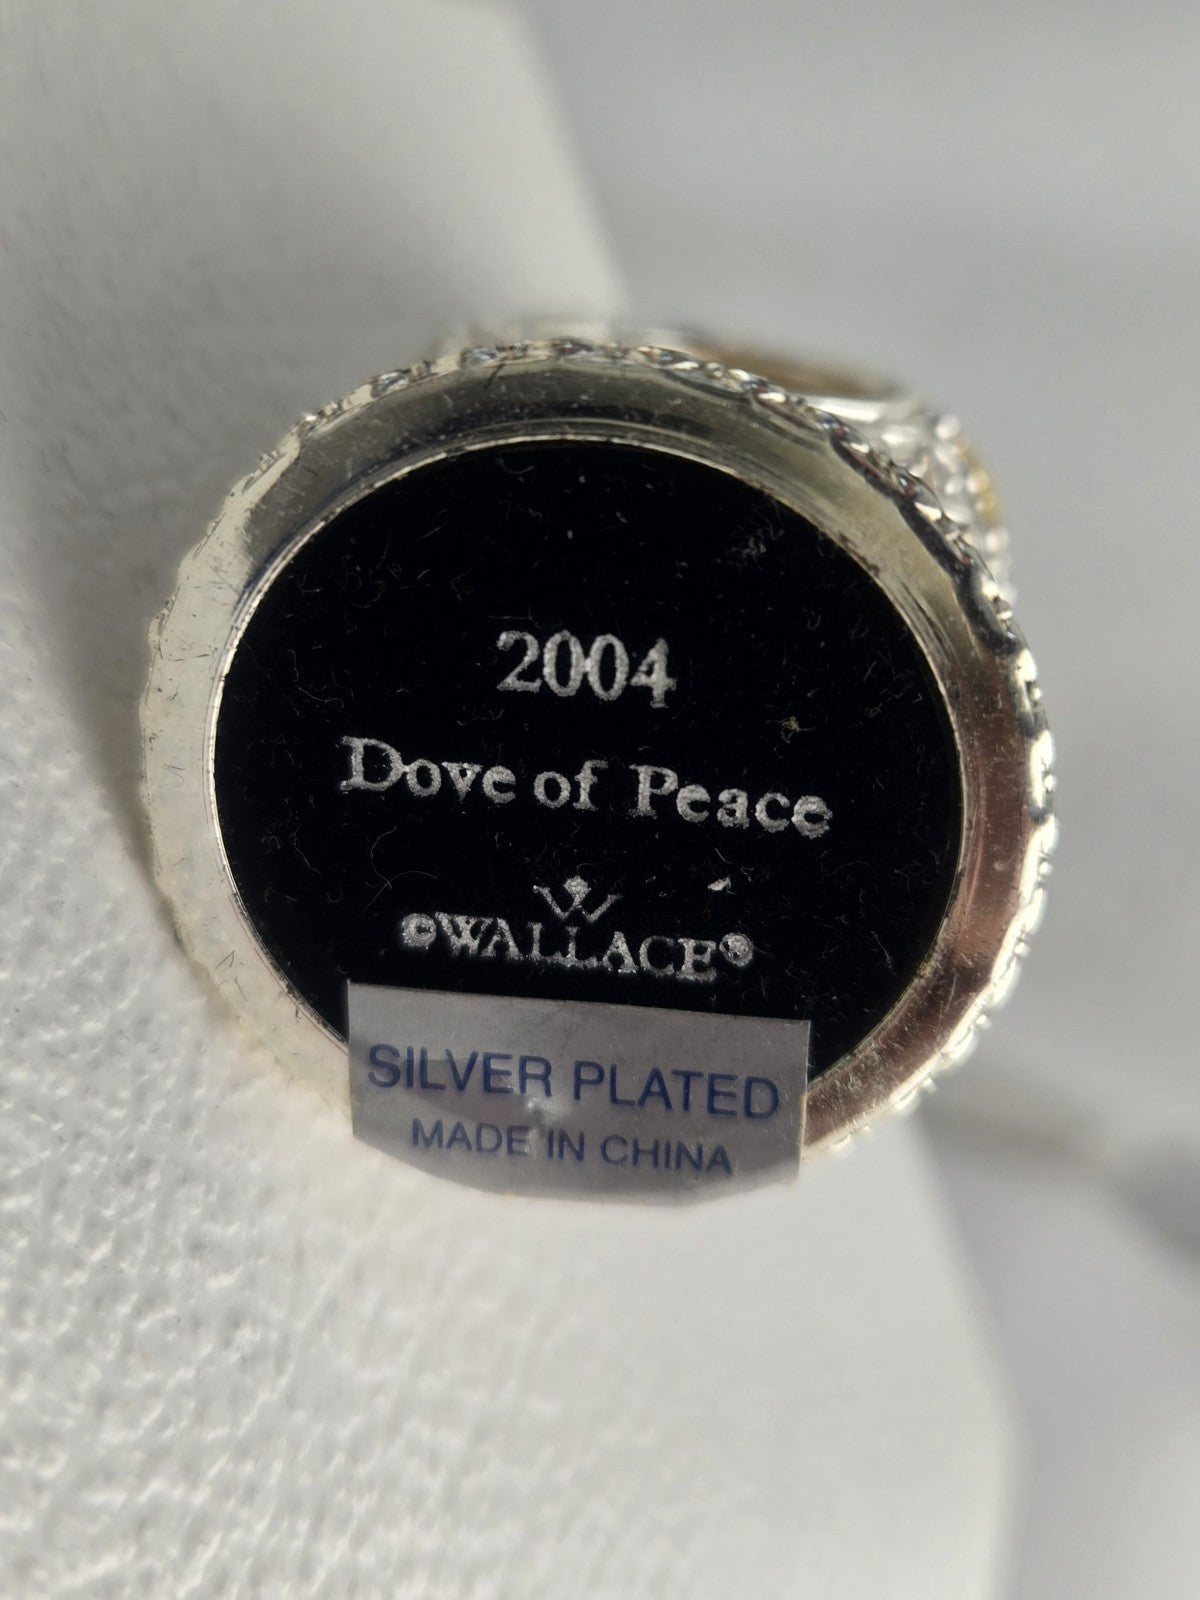 2004
Dove of Peace
©WALLACE®
SILVER PLATED
MADE IN CHINA